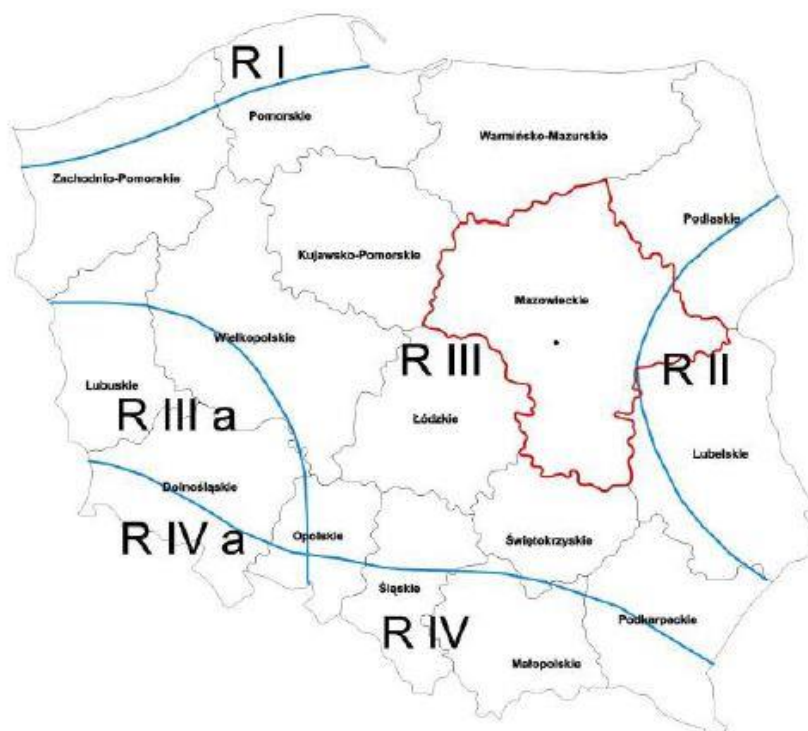 R I
Pomorskie
Warmińsko-Mazurskie
Zachodnio-Pomorskie
Podlaskie
Kujawsko-Pomorskie
Mazowieckie
Wielkopolskie
R III
R II
Lubuskie
R III a
Łódzkie
Lubelskie
Dolnośląskie
R IV a
Opolskie
Świętokrzyskie
Śląskie
Podkarpackie
R IV
Małopolskie